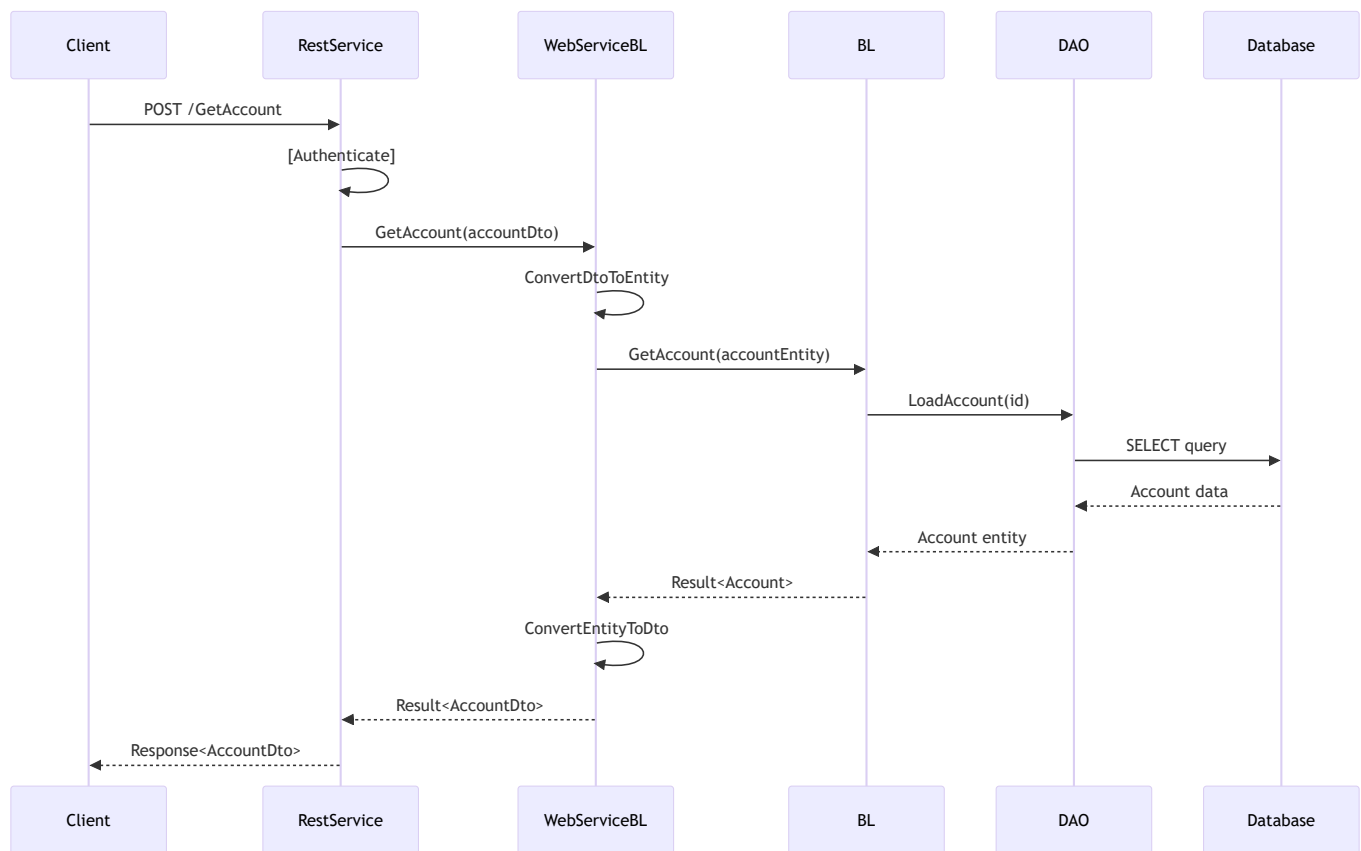 Client
RestService
WebServiceBL
BL
DAO
Database
POST /GetAccount
[Authenticate]
GetAccount(accountDto)
ConvertDtoToEntity
GetAccount(accountEntity)
LoadAccount(id)
SELECT query
Account data
Account entity
Result<Account>
ConvertEntityToDto
Result<AccountDto>
Response<AccountDto>
Client
RestService
WebServiceBL
BL
DAO
Database